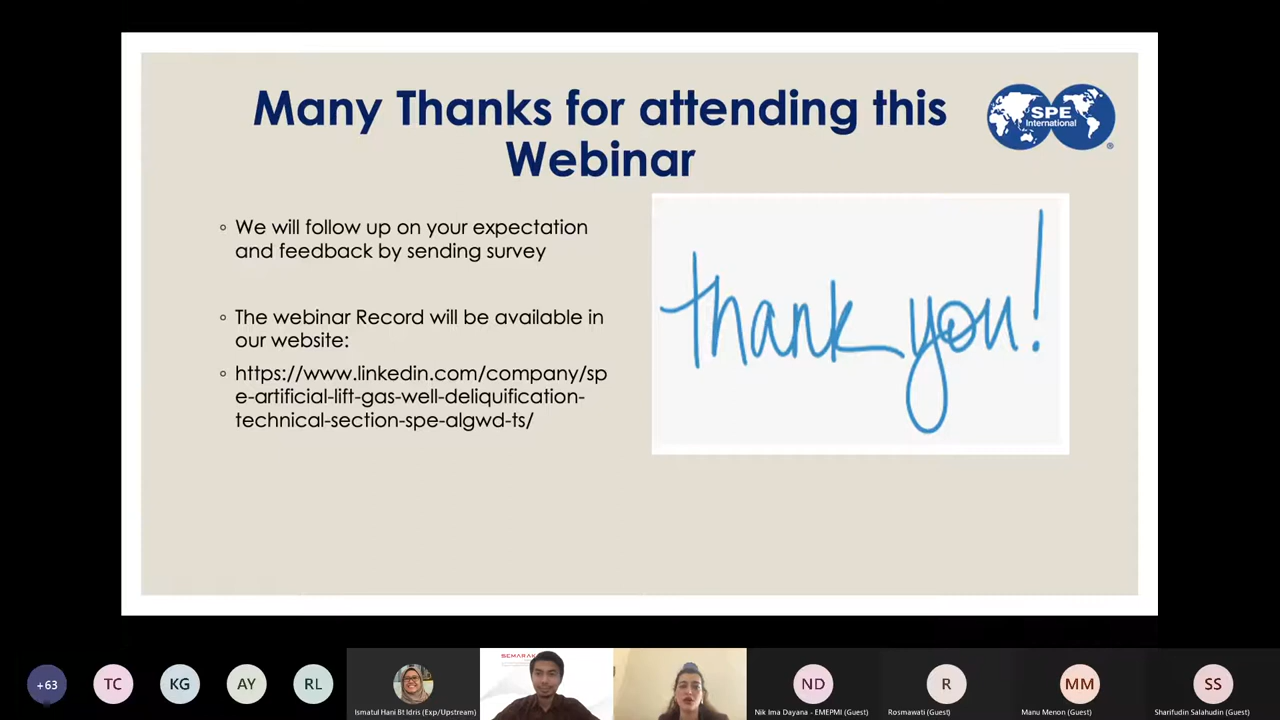 Many Thanks for attending this
Webinar
SPE
International
®
◦ We will follow up on your expectation
and feedback by sending survey
◦ The webinar Record will be available in
our website:
◦ https://www.linkedin.com/company/sp
e-artificial-lift-gas-well-deliquification-
technical-section-spe-algwd-ts/
thank you!
+63
TC
KG
AY
RL
Ismatul Hani Bt Idris (Exp/Upstream)
SEMARAK
ND
Nik Ima Dayana - EMEPMI (Guest)
R
Rosmawati (Guest)
MM
Manu Menon (Guest)
SS
Sharifudin Salahudin (Guest)